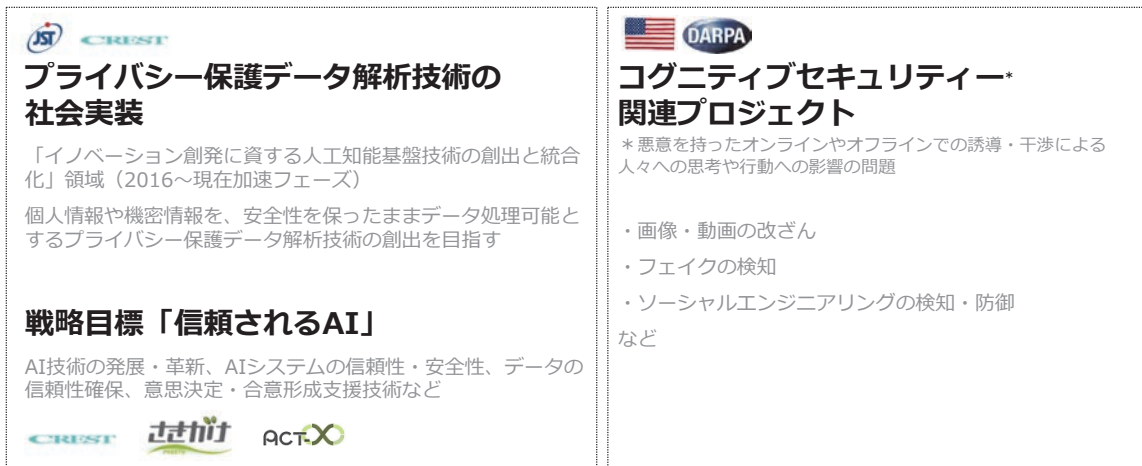 JST CREST
プライバシー保護データ解析技術の
社会実装
「イノベーション創発に資する人工知能基盤技術の創出と統合
化」領域（2016～現在加速フェーズ）
個人情報や機密情報を、安全性を保ったままデータ処理可能と
するプライバシー保護データ解析技術の創出を目指す
戦略目標「信頼されるAI」
AI技術の発展・革新、AIシステムの信頼性・安全性、データの
信頼性確保、意思決定・合意形成支援技術など
CREST さきがけ ACT-X
DARPA
コグニティブセキュリティー*
関連プロジェクト
＊悪意を持ったオンラインやオフラインでの誘導・干渉による
人々への思考や行動への影響の問題
・画像・動画の改ざん
・フェイクの検知
・ソーシャルエンジニアリングの検知・防御
など